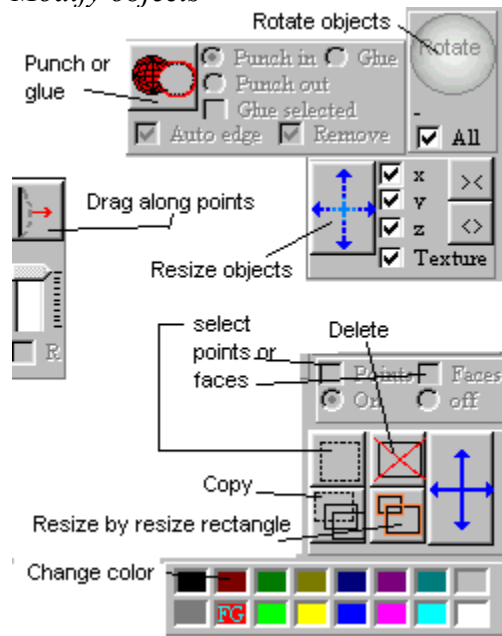 Modify objects
Rotate objects
Rotate
Punch or
glue
Punch in
Glue
Punch out
Glue selected
Auto edge
Remove
-
All
Drag along points
Resize objects
x
y
z
><
<>
Texture
R
select
points or
faces
Delete
Points
Faces
On
off
Copy
Resize by resize rectangle
Change color
FG